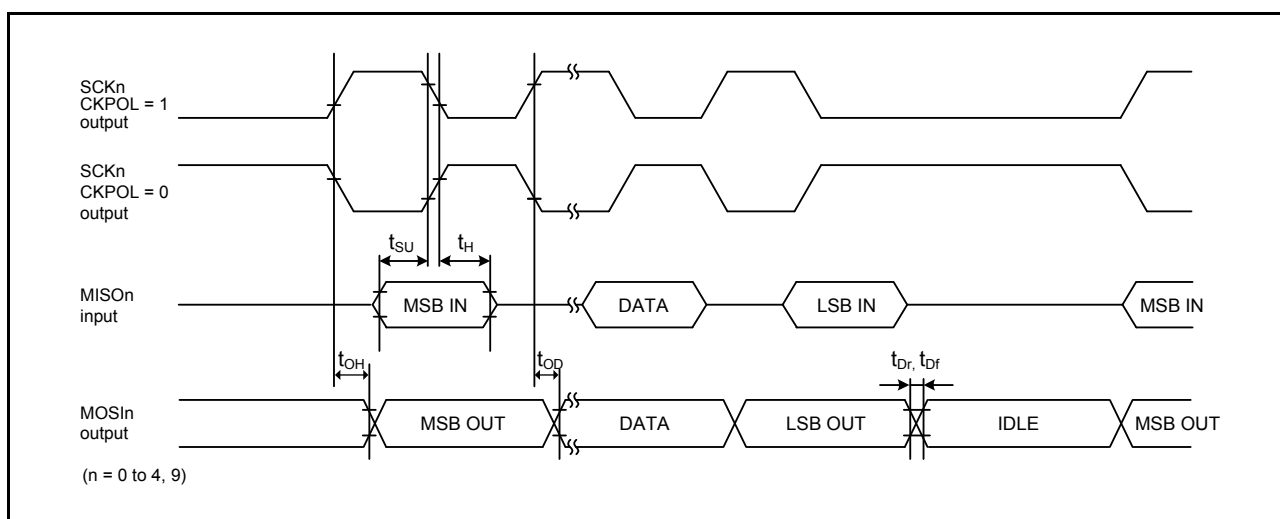 SCKn
CKPOL = 1
output
SCKn
CKPOL = 0
output
tSU
tH
MISOn
input
MSB IN
DATA
LSB IN
MSB IN
tOH
tOD
tDr, tDf
MOSIn
output
MSB OUT
DATA
LSB OUT
IDLE
MSB OUT
(n = 0 to 4, 9)